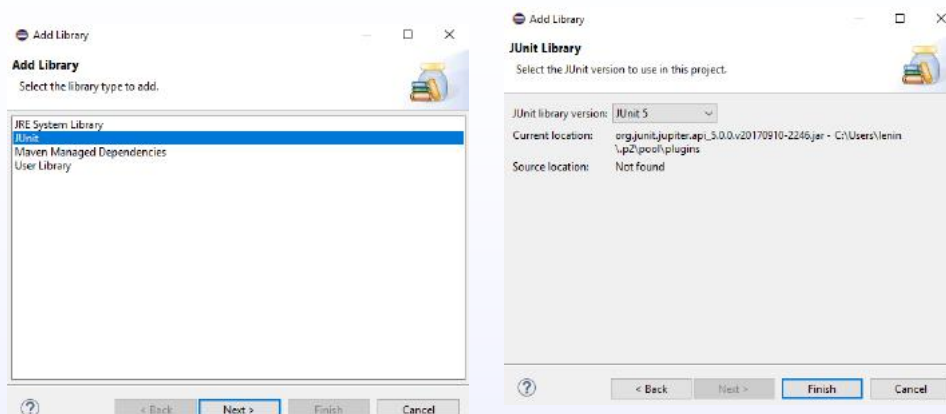 Add Library
Add Library
Select the library type to add.
JRE System Library
JUnit
Maven Managed Dependencies
User Library
< Back
Next >
Finish
Cancel
Add Library
JUnit Library
Select the JUnit version to use in this project.
JUnit library version: JUnit 5
Current location: org.junit.jupiter.api_5.0.0.v20170910-2246.jar - C:\Users\lenin
\.p2\pool\plugins
Source location: Not found
< Back
Next >
Finish
Cancel